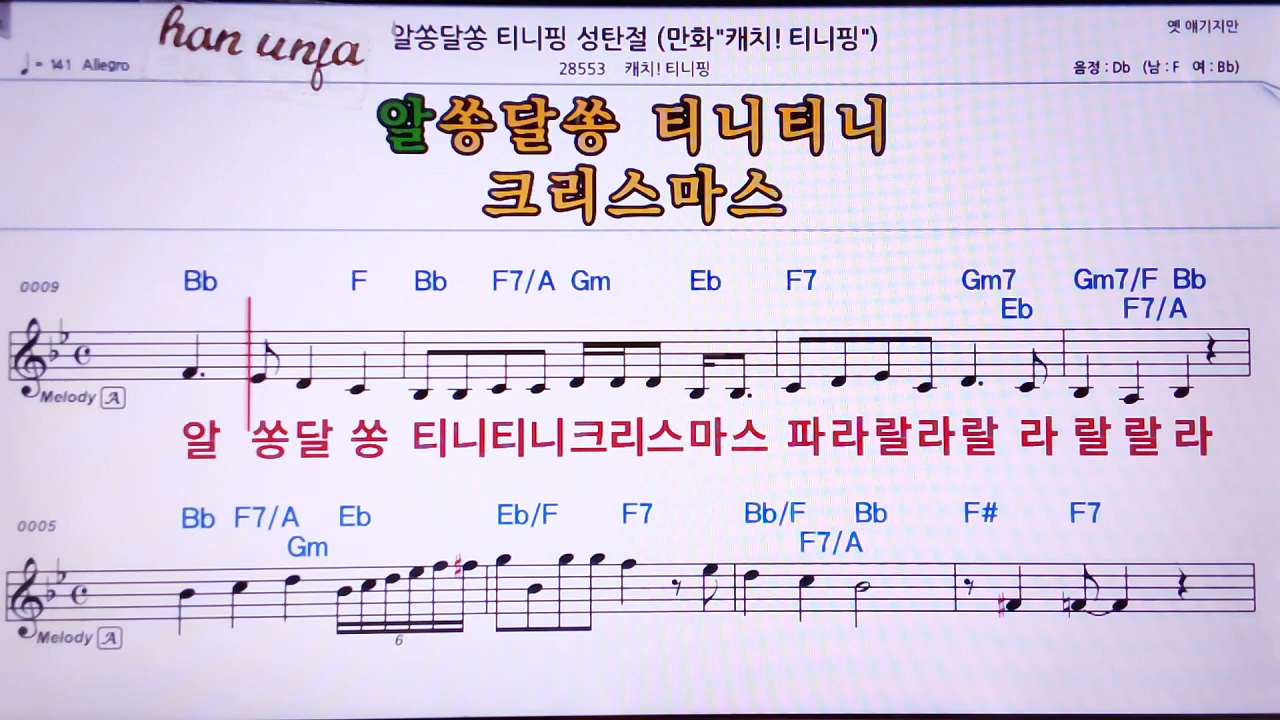 han unja
알쏭달쏭 티니핑 성탄절 (만화"캐치! 티니핑")
옛 얘기지만
♩= 141 Allegro
28553 캐치! 티니핑
음정 : Db (남 : F 여 : Bb)
알쏭달쏭 티니티니
크리스마스
0009
Bb F Bb F7/A Gm Eb F7 Gm7 Gm7/F Bb
Eb F7/A
Melody A
알 쏭달 쏭 티니티니크리스마스 파라랄라랄 라 랄 랄 라
0005
Bb F7/A Eb Eb/F F7 Bb/F Bb F# F7
Gm F7/A
Melody A
6